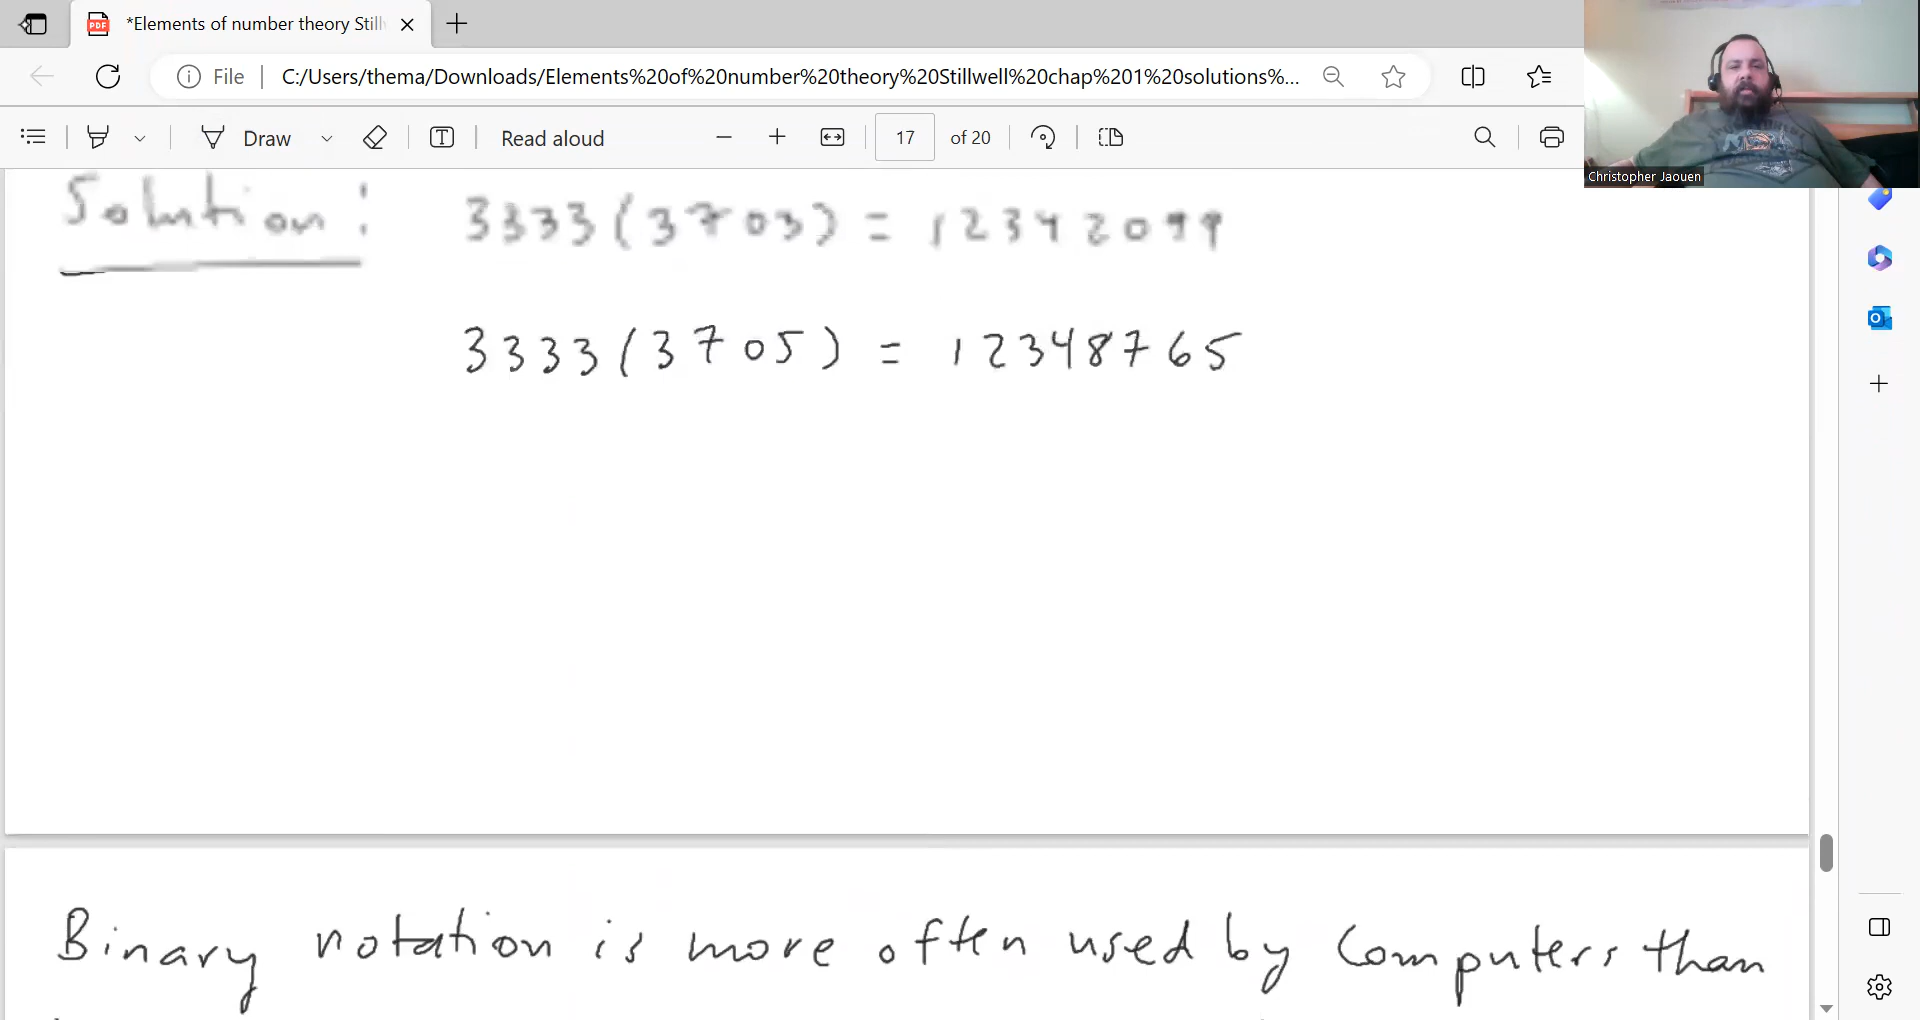 *Elements of number theory Still
File
C:/Users/thema/Downloads/Elements%20of%20number%20theory%20Stillwell%20chap%201%20solutions%...
Draw
Read aloud
17 of 20
Christopher Jaouen
Solution: 3333(3703) = 12342099
3333(3705) = 12348765
Binary notation is more often used by computers than